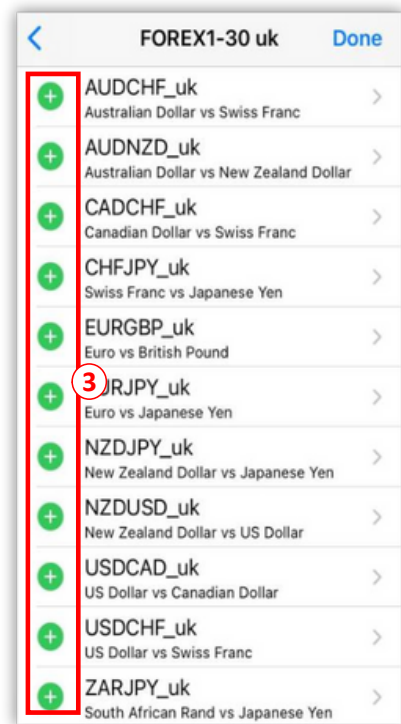 FOREX1-30 uk Done
AUDCHF_uk
Australian Dollar vs Swiss Franc
AUDNZD_uk
Australian Dollar vs New Zealand Dollar
CADCHF_uk
Canadian Dollar vs Swiss Franc
CHFJPY_uk
Swiss Franc vs Japanese Yen
EURGBP_uk
Euro vs British Pound
3
URJPY_uk
Euro vs Japanese Yen
NZDJPY_uk
New Zealand Dollar vs Japanese Yen
NZDUSD_uk
New Zealand Dollar vs US Dollar
USDCAD_uk
US Dollar vs Canadian Dollar
USDCHF_uk
US Dollar vs Swiss Franc
ZARJPY_uk
South African Rand vs Japanese Yen